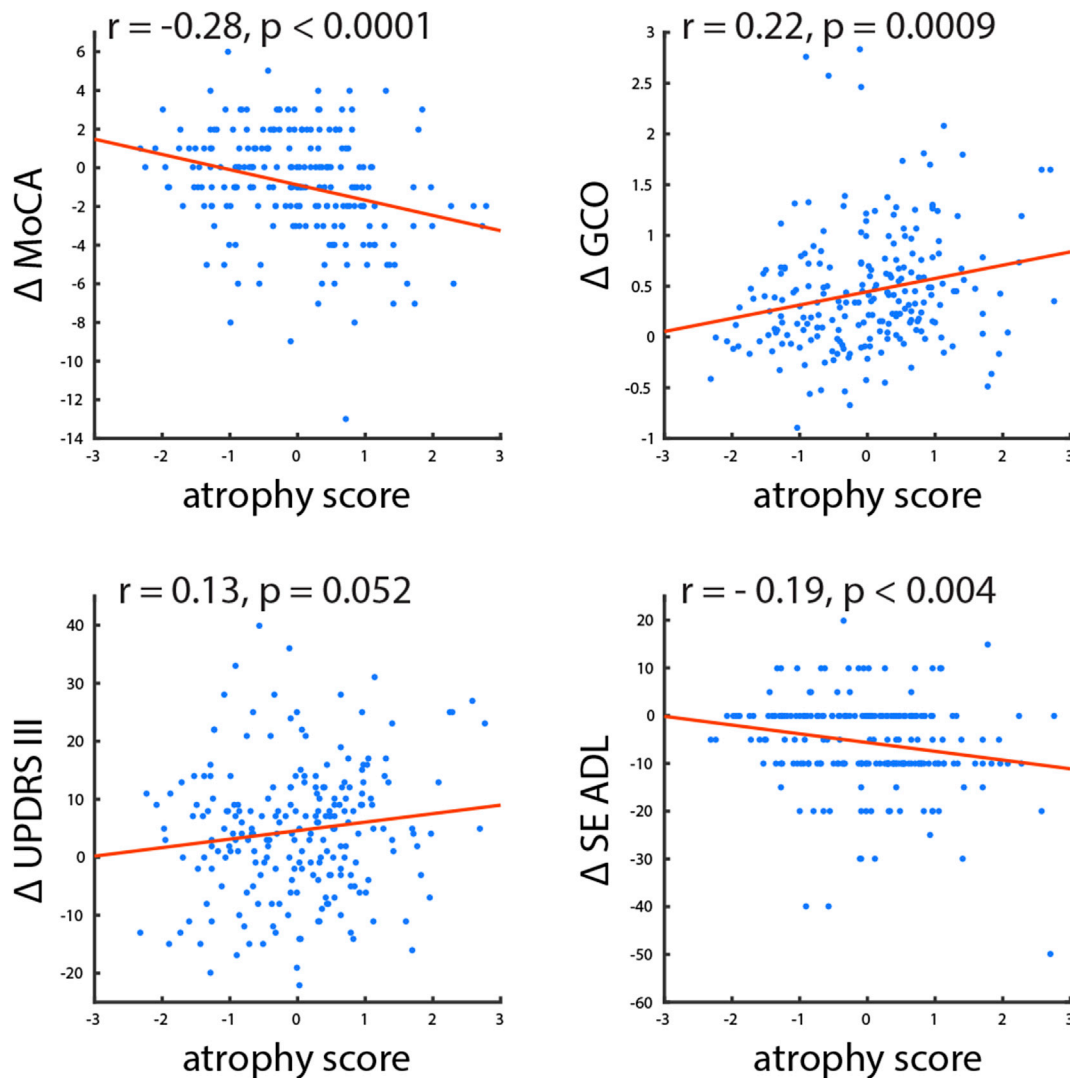 r = -0.28, p < 0.0001
6
4
2
0
-2
-4
-6
-8
-10
-12
-14
Δ MoCA
-3 -2 -1 0 1 2 3
atrophy score
r = 0.22, p = 0.0009
3
2.5
2
1.5
1
0.5
0
-0.5
-1
Δ GCO
-3 -2 -1 0 1 2 3
atrophy score
r = 0.13, p = 0.052
40
30
20
10
0
-10
-20
Δ UPDRS III
-3 -2 -1 0 1 2 3
atrophy score
r = - 0.19, p < 0.004
20
10
0
-10
-20
-30
-40
-50
-60
Δ SE ADL
-3 -2 -1 0 1 2 3
atrophy score